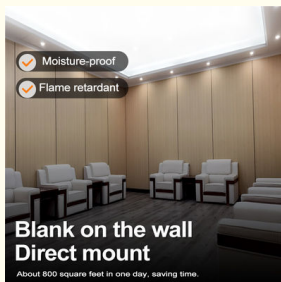 Moisture-proof
Flame retardant
Blank on the wall
Direct mount
About 800 square feet in one day, saving time.